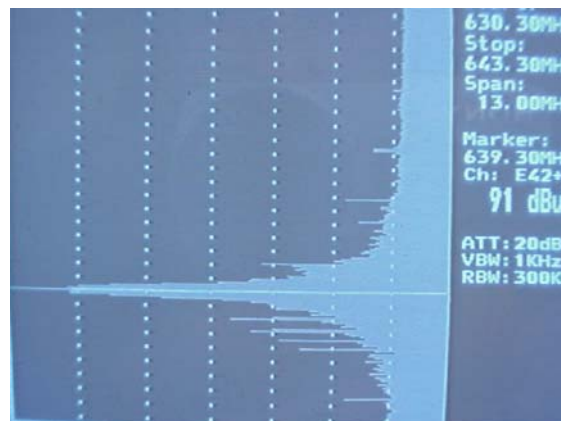 630.30MH
Stop:
643.30MH
Span:
13.00MH
Marker:
639.30MH
Ch: E42+
91 dBu
ATT:20dB
VBW:1KHz
RBW:300K